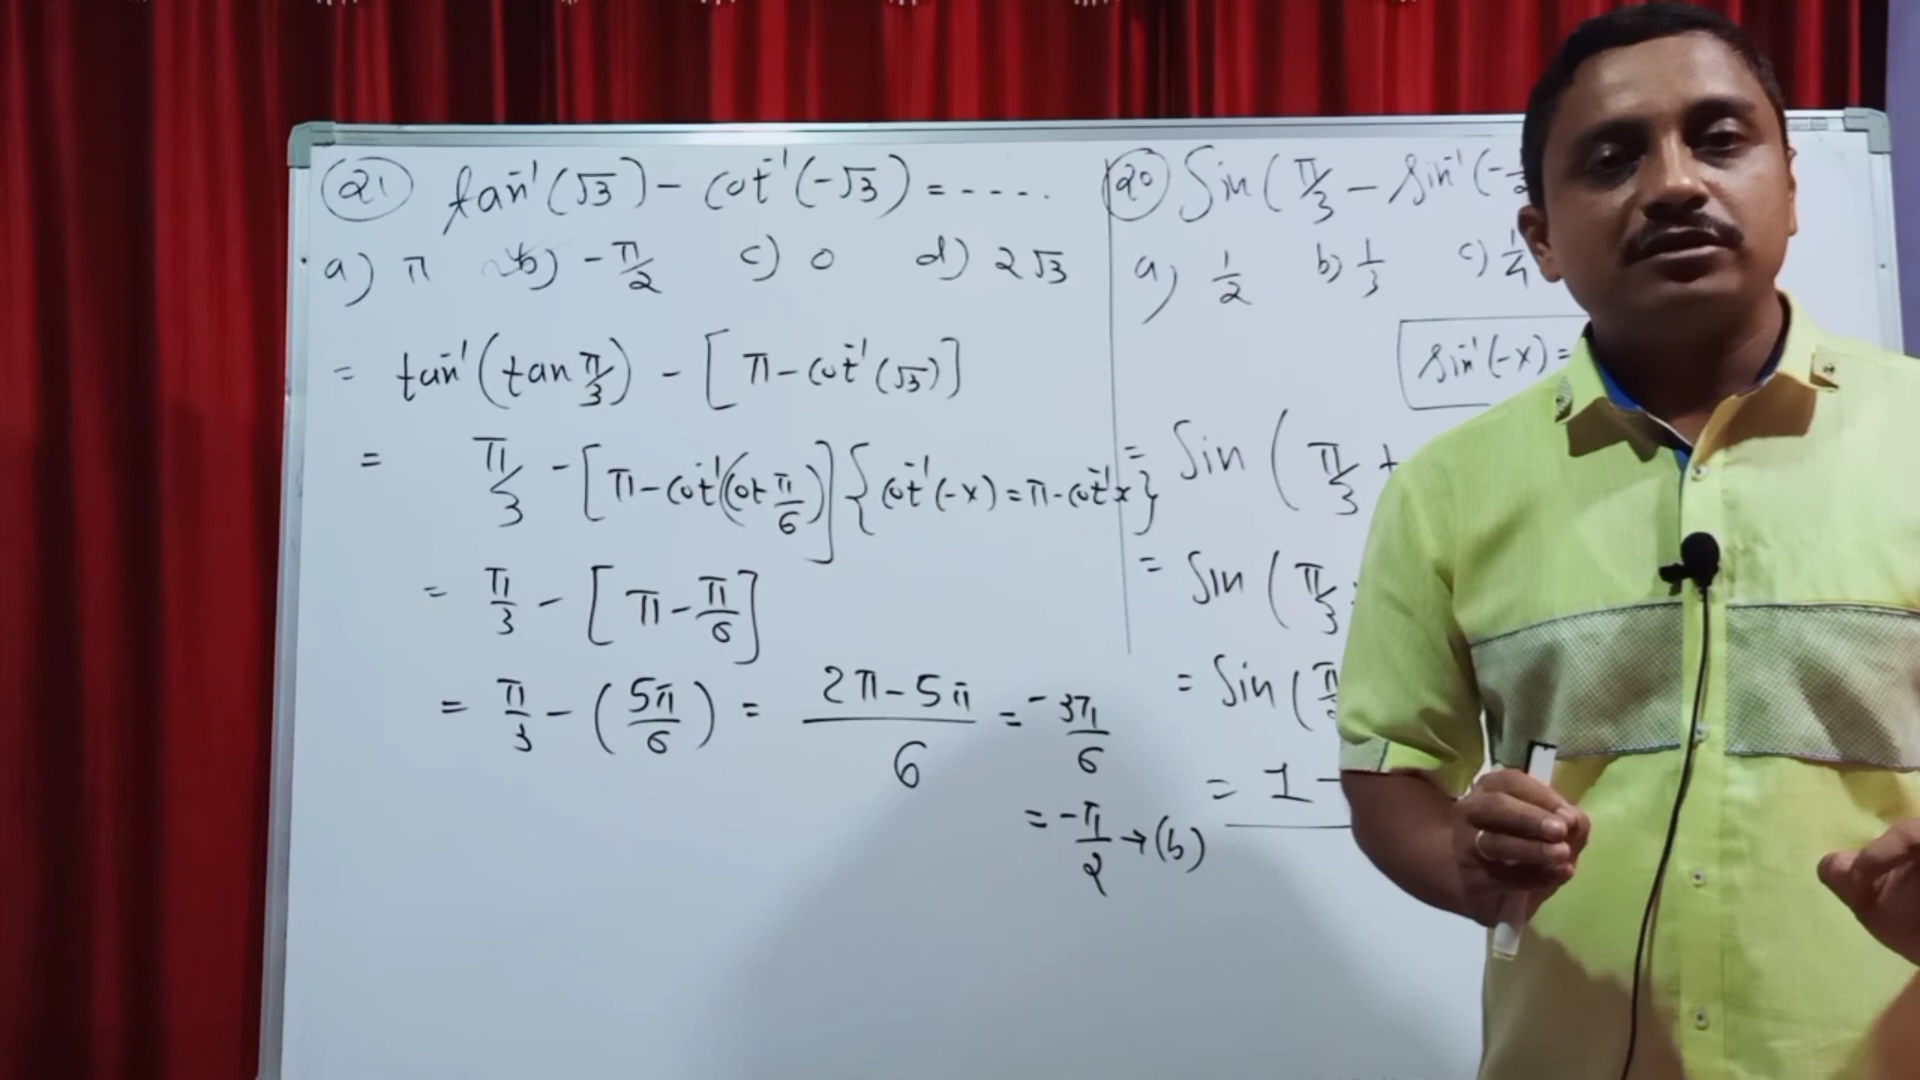 (21) tan⁻¹(√3) – cot⁻¹(-√3) = -----
a) π b) -π/2 c) 0 d) 2√3
= tan⁻¹(tan π/3) – [π – cot⁻¹(√3)]
= π/3 – [π – cot⁻¹(cot π/6)] {cot⁻¹(-x) = π - cot⁻¹x}
= π/3 – [π – π/6]
= π/3 – (5π/6) = (2π – 5π)/6 = -3π/6
= -π/2 → (b)
(20) Sin(π/3 – Sin⁻¹(-
a) 1/2 b) 1/3 c) 1/4
Sin⁻¹(-x) =
= Sin(π/3 +
= Sin(π/3
= Sin(π
= 1